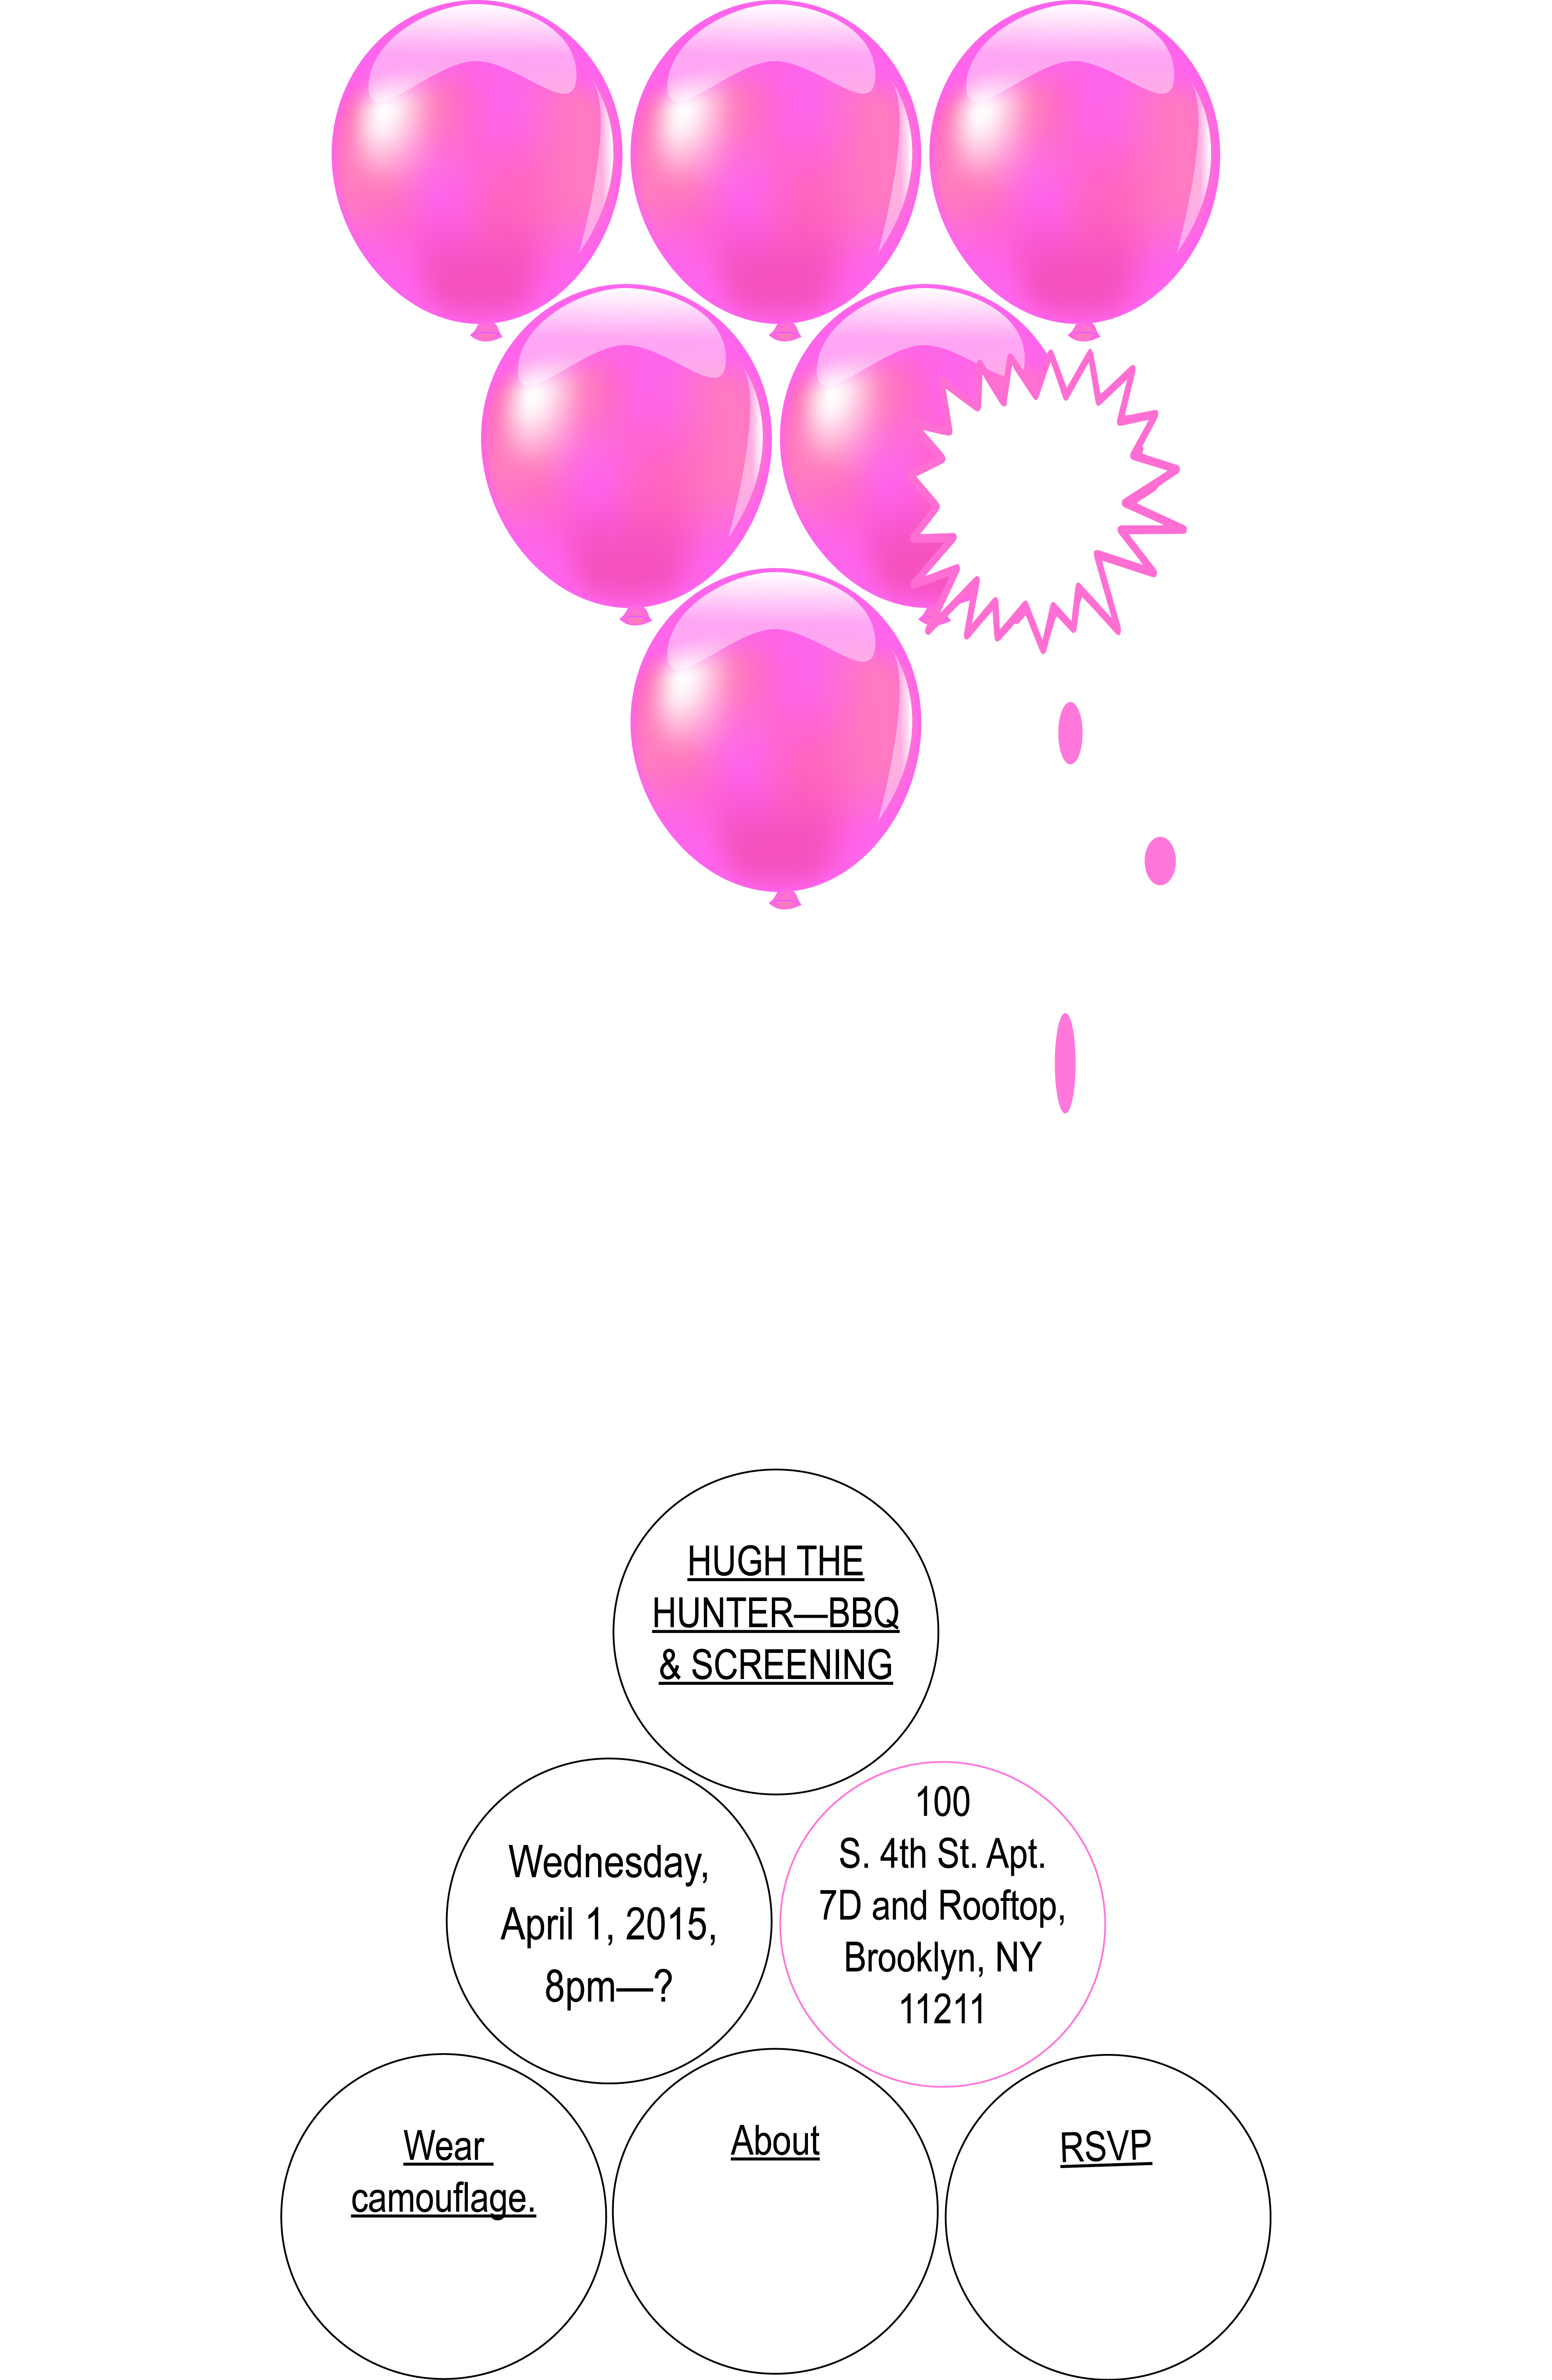 HUGH THE
HUNTER—BBQ
& SCREENING
Wednesday,
April 1, 2015,
8pm—?
100
S. 4th St. Apt.
7D and Rooftop,
Brooklyn, NY
11211
Wear
camouflage.
About
RSVP